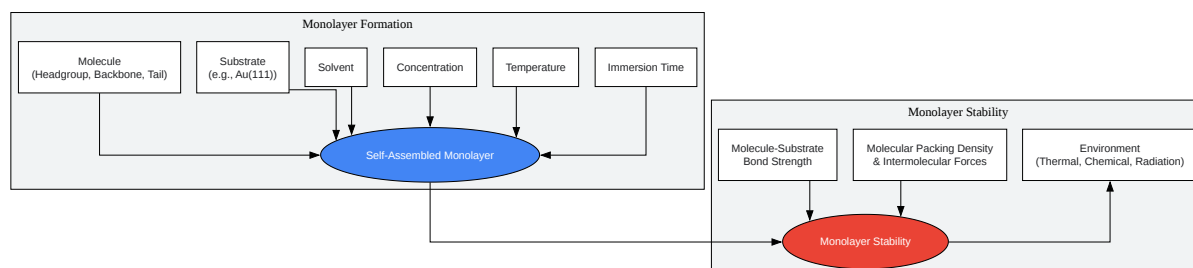 Monolayer Formation
Molecule
(Headgroup, Backbone, Tail)
Substrate
(e.g., Au(111))
Solvent
Concentration
Temperature
Immersion Time
Self-Assembled Monolayer
Monolayer Stability
Molecule-Substrate
Bond Strength
Molecular Packing Density
& Intermolecular Forces
Environment
(Thermal, Chemical, Radiation)
Monolayer Stability